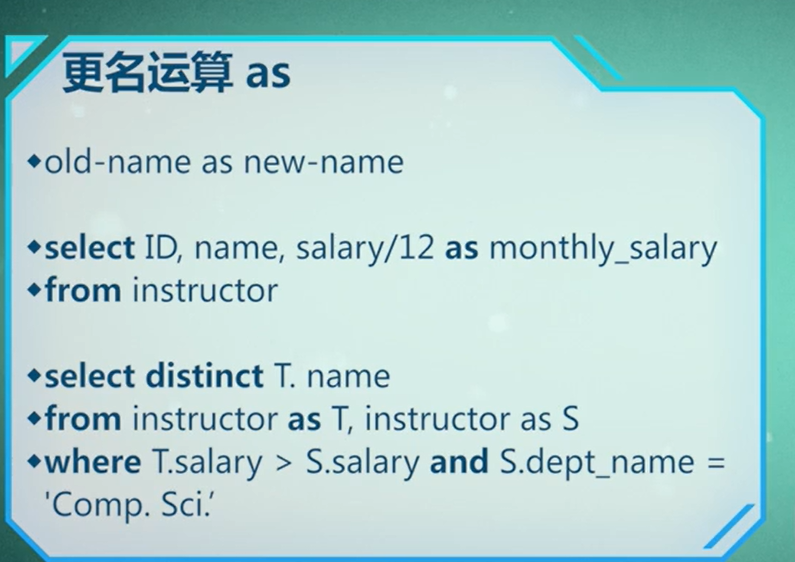 更名运算 as
◆old-name as new-name
◆select ID, name, salary/12 as monthly_salary
◆from instructor
◆select distinct T. name
◆from instructor as T, instructor as S
◆where T.salary > S.salary and S.dept_name =
'Comp. Sci.’